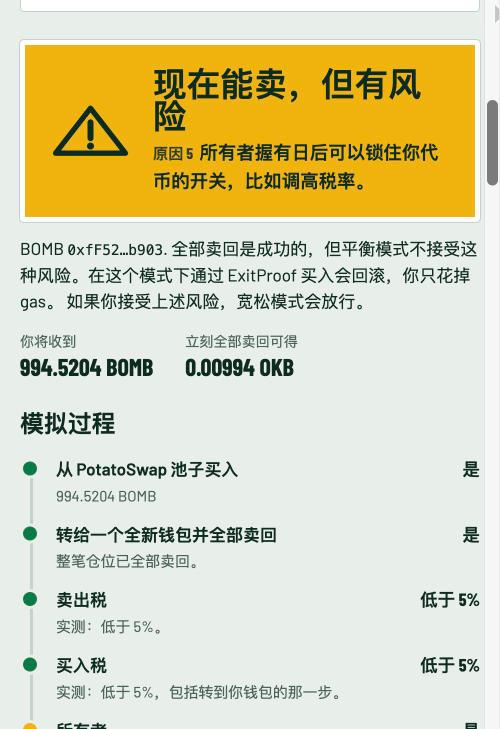 现在能卖，但有风
险
原因 5 所有者握有日后可以锁住你代
币的开关，比如调高税率。
BOMB 0xfF52…b903. 全部卖回是成功的，但平衡模式不接受这
种风险。在这个模式下通过 ExitProof 买入会回滚，你只花掉
gas。 如果你接受上述风险，宽松模式会放行。
你将收到 立刻全部卖回可得
994.5204 BOMB 0.00994 OKB
模拟过程
从 PotatoSwap 池子买入 是
994.5204 BOMB
转给一个全新钱包并全部卖回 是
整笔仓位已全部卖回。
卖出税 低于 5%
实测：低于 5%。
买入税 低于 5%
实测：低于 5%，包括转到你钱包的那一步。
所有者 是